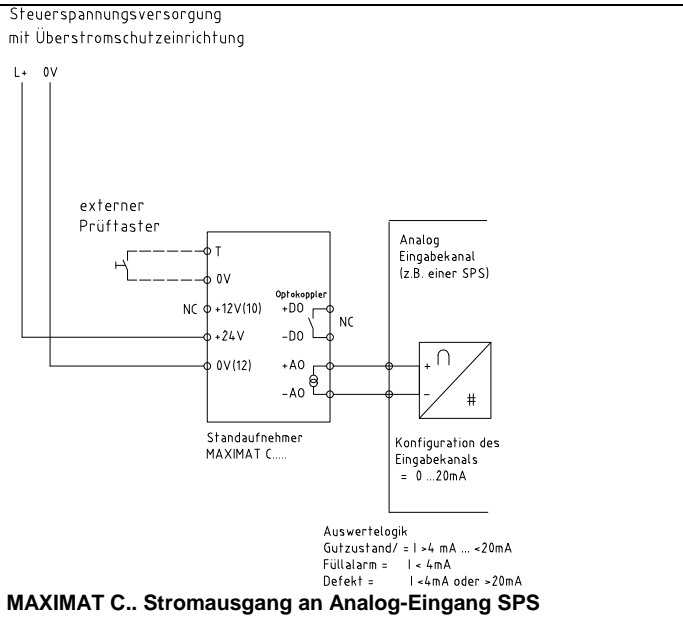 Steuerspannungsversorgung
mit Überstromschutzeinrichtung
L+ 0V
externer
Prüftaster
T
0V
NC +12V(10)
+24V
0V(12)
Optokoppler
+DO
-DO
NC
+AO
-AO
Standaufnehmer
MAXIMAT C.....
Analog
Eingabekanal
(z.B. einer SPS)
+
-
∩
#
Konfiguration des
Eingabekanals
= 0 ...20mA
Auswertelogik
Gutzustand/ = I >4 mA ... <20mA
Füllalarm = I < 4mA
Defekt = I <4mA oder >20mA
MAXIMAT C.. Stromausgang an Analog-Eingang SPS